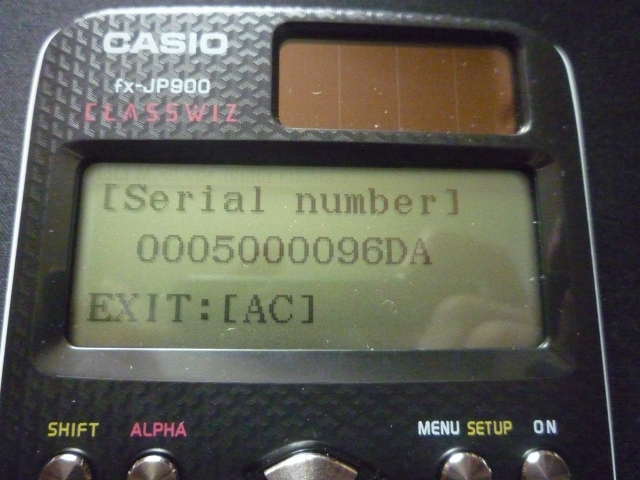 CASIO
fx-JP900
CLASSWIZ
[Serial number]
0005000096DA
EXIT:[AC]
SHIFT ALPHA MENU SETUP ON